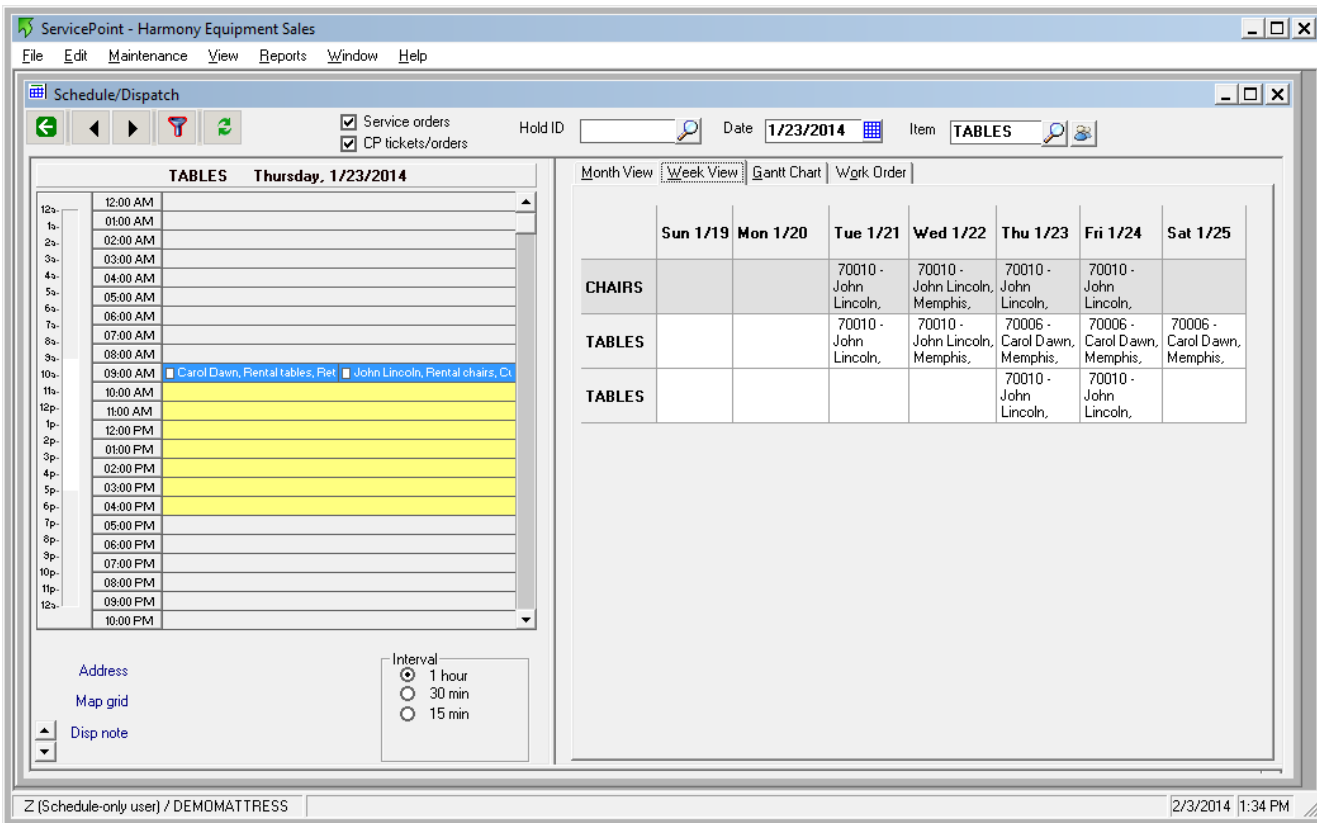 ServicePoint - Harmony Equipment Sales
File Edit Maintenance View Reports Window Help
Schedule/Dispatch
Service orders
CP tickets/orders
Hold ID
Date 1/23/2014
Item TABLES
TABLES Thursday, 1/23/2014
12a-
1a-
2a-
3a-
4a-
5a-
6a-
7a-
8a-
9a-
10a-
11a-
12p-
1p-
2p-
3p-
4p-
5p-
6p-
7p-
8p-
9p-
10p-
11p-
12a-
12:00 AM
01:00 AM
02:00 AM
03:00 AM
04:00 AM
05:00 AM
06:00 AM
07:00 AM
08:00 AM
09:00 AM Carol Dawn, Rental tables, Ret John Lincoln, Rental chairs, Cu
10:00 AM
11:00 AM
12:00 PM
01:00 PM
02:00 PM
03:00 PM
04:00 PM
05:00 PM
06:00 PM
07:00 PM
08:00 PM
09:00 PM
10:00 PM
Address
Map grid
Disp note
Interval
1 hour
30 min
15 min
Month View Week View Gantt Chart Work Order
Sun 1/19 Mon 1/20 Tue 1/21 Wed 1/22 Thu 1/23 Fri 1/24 Sat 1/25
70010 - 70010 - 70010 - 70010 -
CHAIRS John John Lincoln, John John
Lincoln, Memphis, Lincoln, Lincoln,
70010 - 70010 - 70006 - 70006 - 70006 -
TABLES John John Lincoln, Carol Dawn, Carol Dawn, Carol Dawn,
Lincoln, Memphis, Memphis, Memphis, Memphis,
70010 - 70010 -
TABLES John John
Lincoln, Lincoln,
Z (Schedule-only user) / DEMOMATTRESS
2/3/2014 1:34 PM